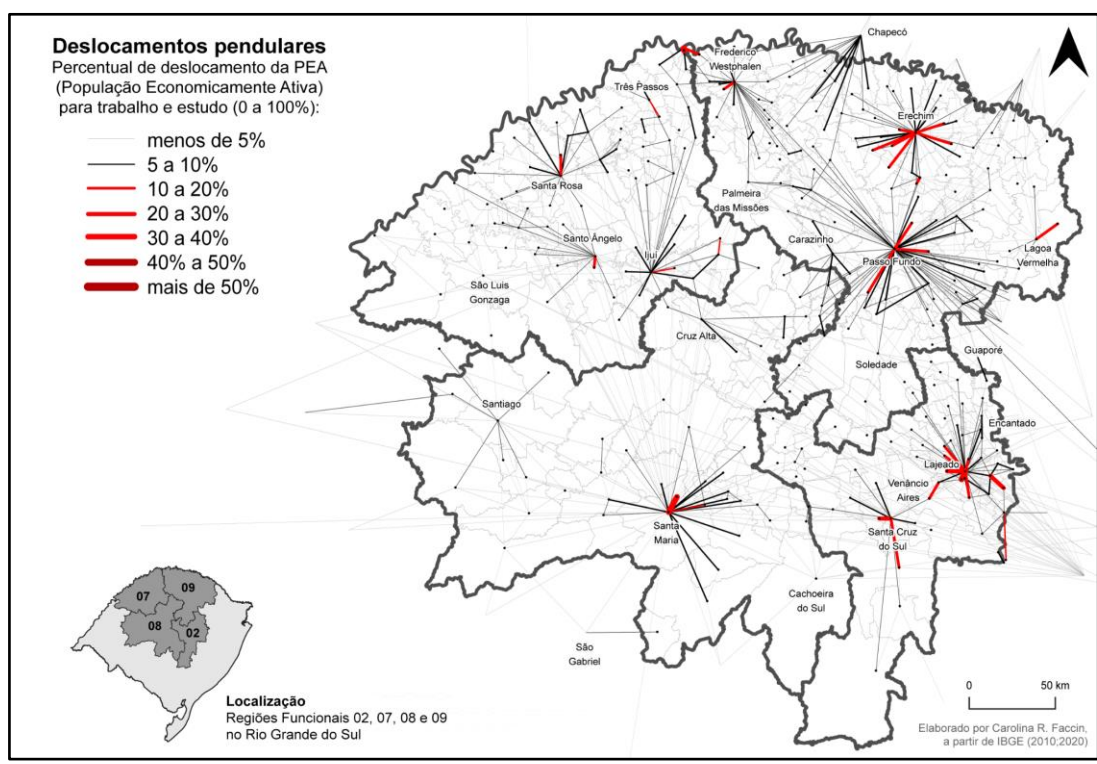 Deslocamentos pendulares
Percentual de deslocamento da PEA
(População Economicamente Ativa)
para trabalho e estudo (0 a 100%):
menos de 5%
5 a 10%
10 a 20%
20 a 30%
30 a 40%
40% a 50%
mais de 50%
Chapecó
Frederico
Westphalen
Três Passos
Erechim
Santa Rosa
Palmeira
das Missões
Santo Ângelo
Ijuí
Carazinho
Passo Fundo
Lagoa
Vermelha
São Luis
Gonzaga
Cruz Alta
Soledade
Guaporé
Santiago
Encantado
Lajeado
Venâncio
Aires
Santa
Maria
Santa Cruz
do Sul
Cachoeira
do Sul
São
Gabriel
07
09
08
02
Localização
Regiões Funcionais 02, 07, 08 e 09
no Rio Grande do Sul
0 50 km
Elaborado por Carolina R. Faccin,
a partir de IBGE (2010;2020)